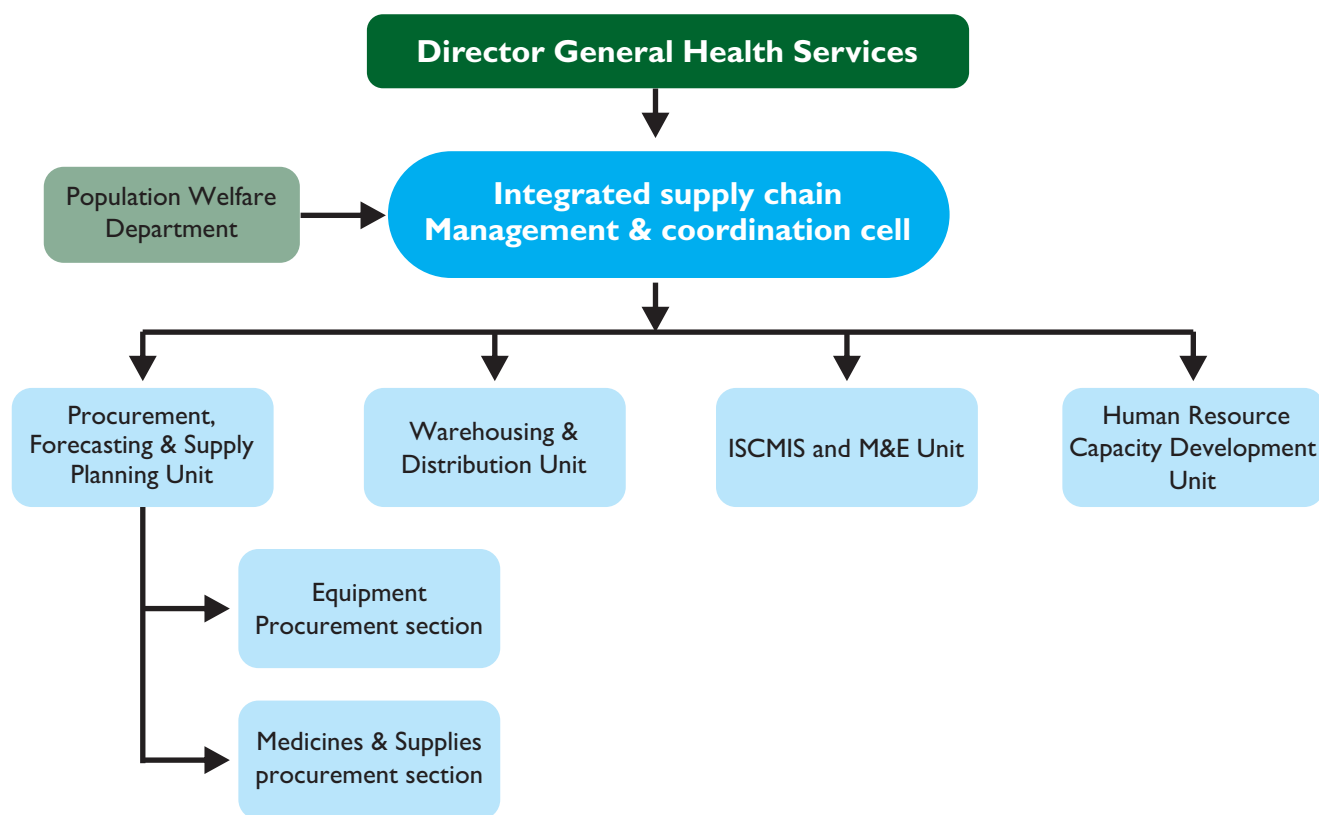 Director General Health Services
Population Welfare
Department
Integrated supply chain
Management & coordination cell
Procurement,
Forecasting & Supply
Planning Unit
Warehousing &
Distribution Unit
ISCMIS and M&E Unit
Human Resource
Capacity Development
Unit
Equipment
Procurement section
Medicines & Supplies
procurement section